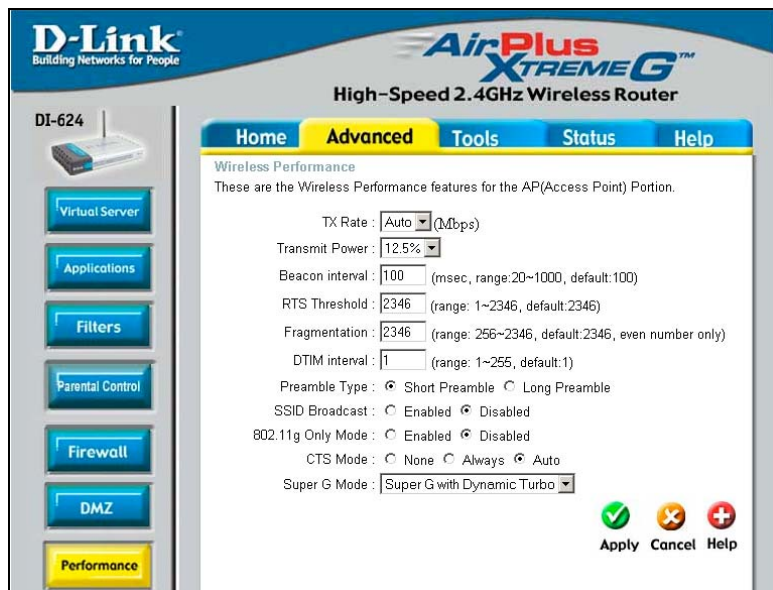 D-Link
Building Networks for People
AirPlus
XTREME G™
High-Speed 2.4GHz Wireless Router
DI-624
Home Advanced Tools Status Help
Virtual Server
Applications
Filters
Parental Control
Firewall
DMZ
Performance
Wireless Performance
These are the Wireless Performance features for the AP(Access Point) Portion.
TX Rate : Auto (Mbps)
Transmit Power : 12.5%
Beacon interval : 100 (msec, range:20~1000, default:100)
RTS Threshold : 2346 (range: 1~2346, default:2346)
Fragmentation : 2346 (range: 256~2346, default:2346, even number only)
DTIM interval : 1 (range: 1~255, default:1)
Preamble Type : Short Preamble Long Preamble
SSID Broadcast : Enabled Disabled
802.11g Only Mode : Enabled Disabled
CTS Mode : None Always Auto
Super G Mode : Super G with Dynamic Turbo
Apply Cancel Help